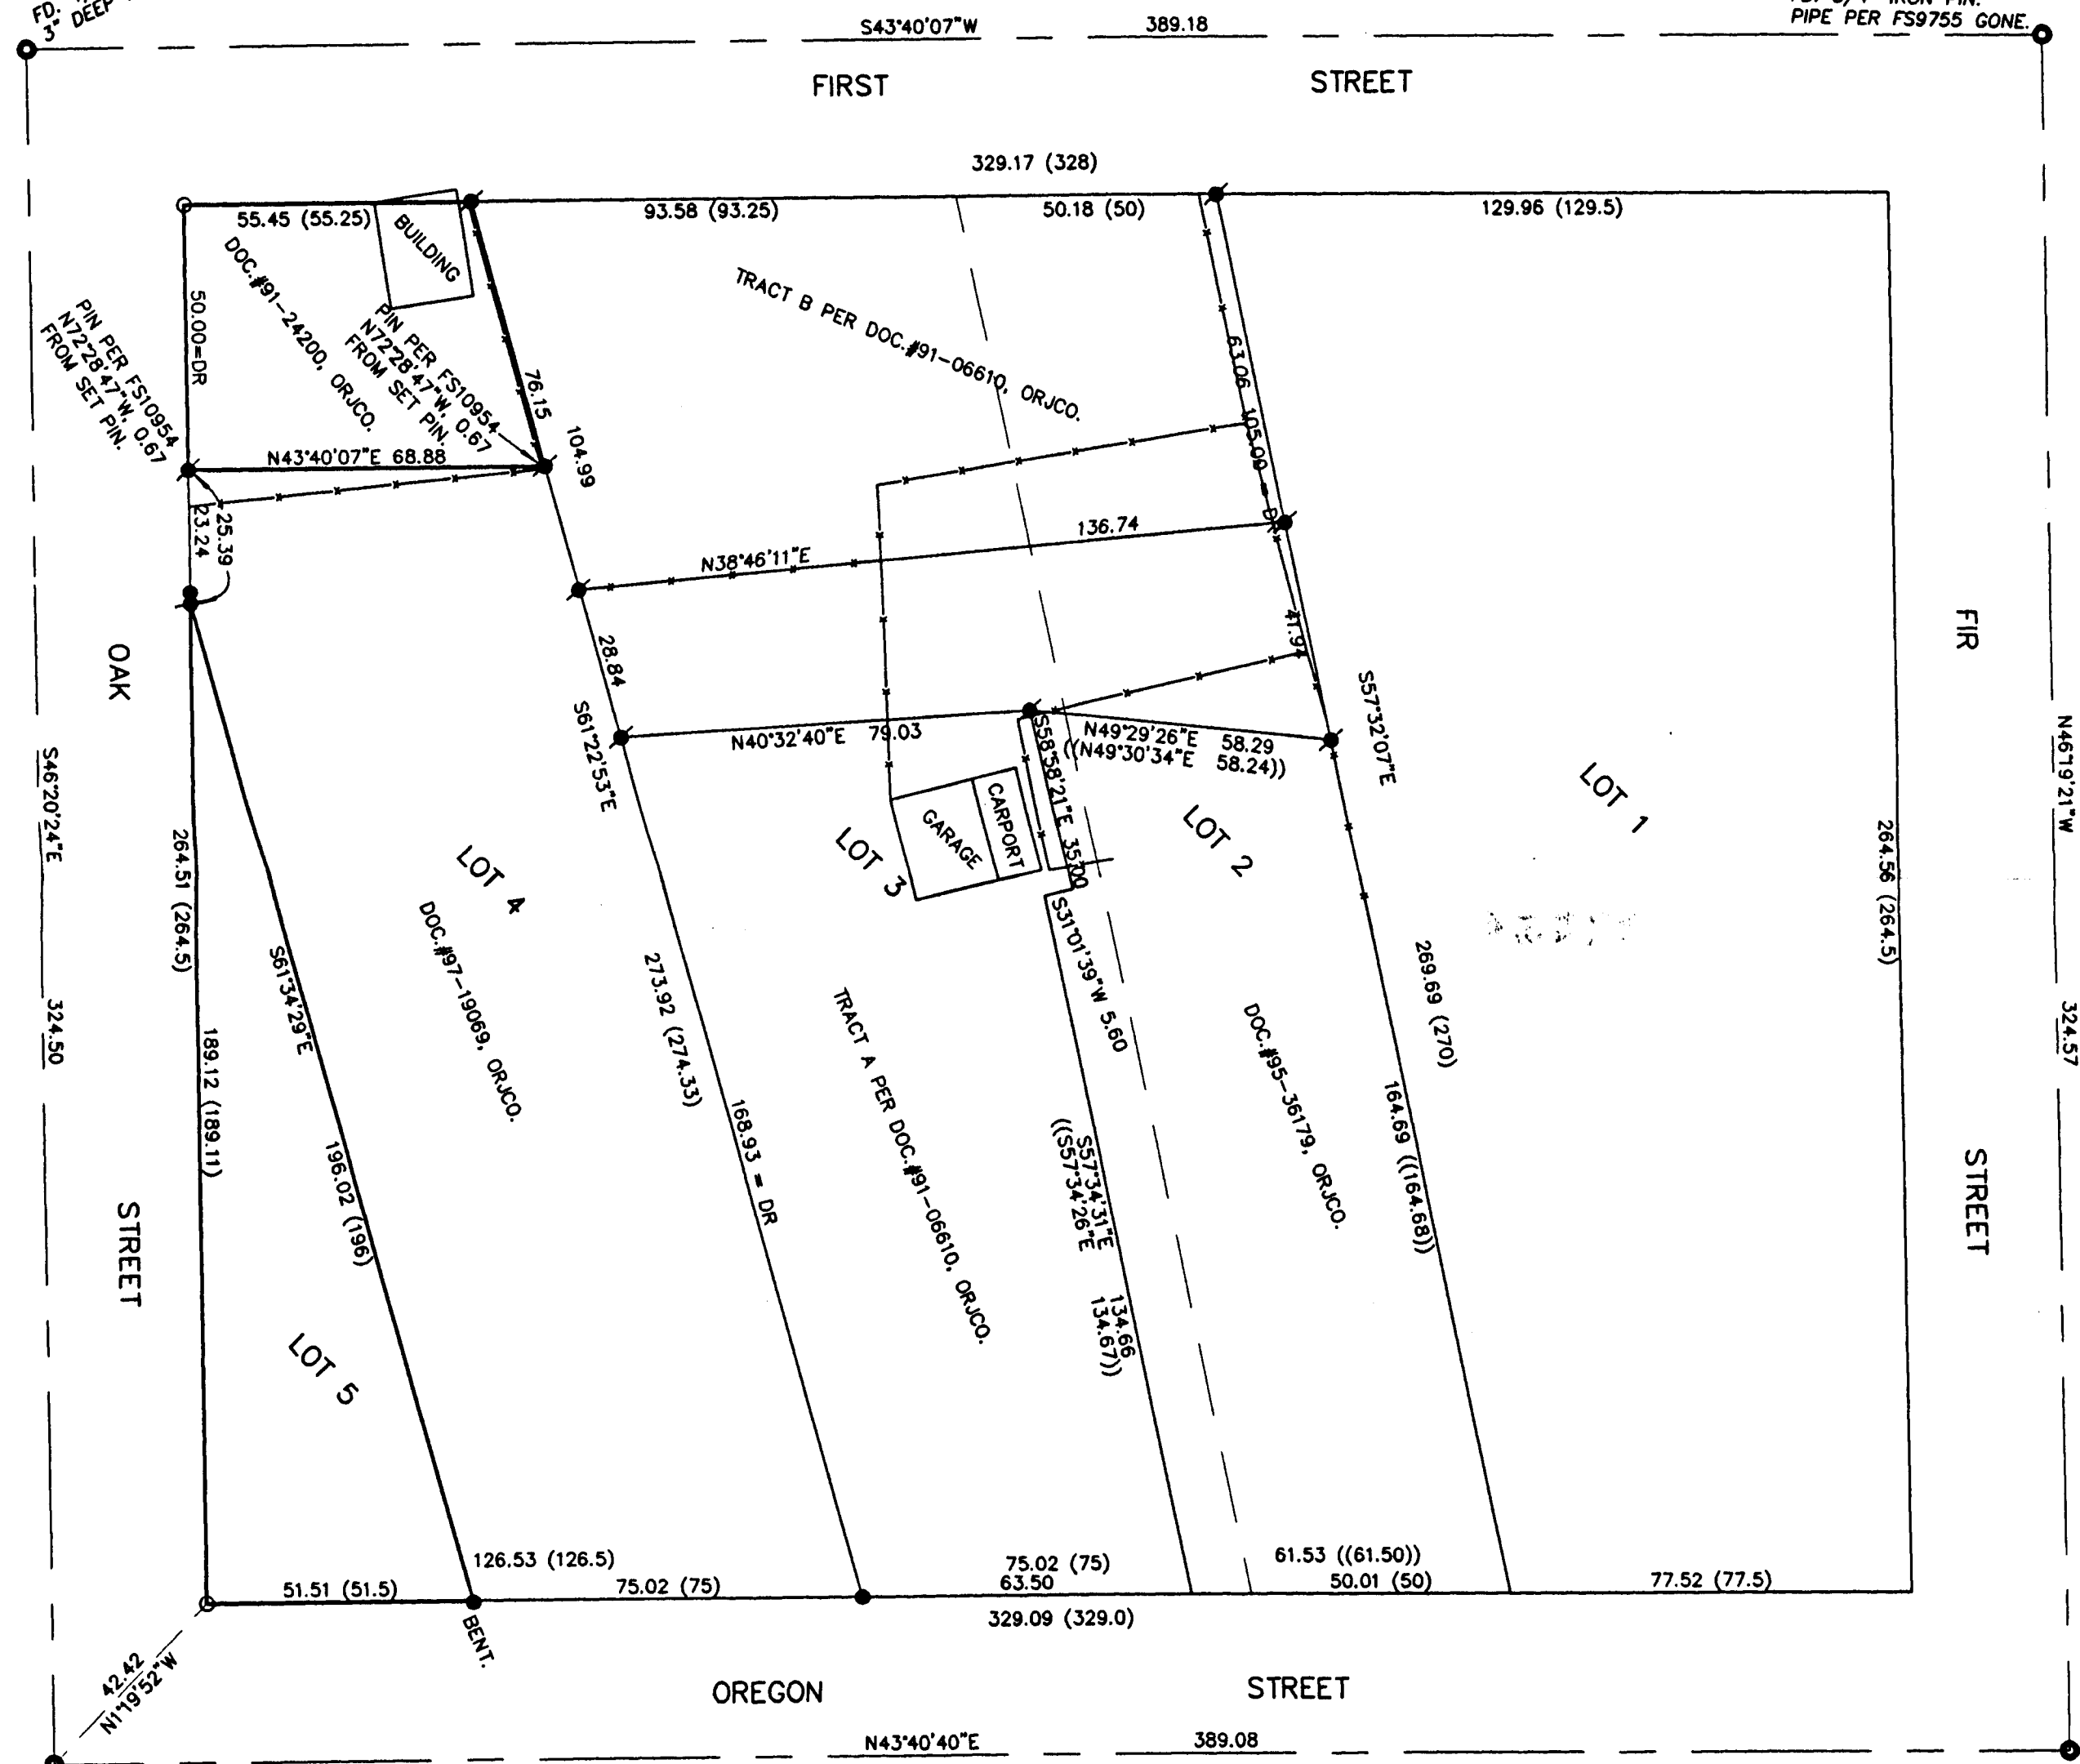 FD.
3" DEEP
PIPE PER FS9755 GONE.
S43°40'07"W 389.18
FIRST STREET
329.17 (328)
55.45 (55.25)
93.58 (93.25)
50.18 (50)
129.96 (129.5)
BUILDING
DOC.#91-24200, ORJCO.
50.00=DR
PIN PER FS10954
N72°28'47"W, 0.67
FROM SET PIN.
PIN PER FS10954
N72°28'47"W, 0.67
FROM SET PIN.
76.15
104.99
TRACT B PER DOC.#91-06610, ORJCO.
63.06
105.00 = DR
N43°40'07"E 68.88
23.24
25.39
N38°46'11"E 136.74
28.84
41.94
OAK
STREET
FIR
STREET
S61°22'53"E
N40°32'40"E 79.03
N49°29'26"E 58.29
((N49°30'34"E 58.24))
S57°32'07"E
S58°58'21"E 35.00
S46°20'24"E 324.50
N46°19'21"W 324.57
LOT 1
LOT 2
LOT 3
LOT 4
LOT 5
GARAGE
CARPORT
264.51 (264.5)
264.56 (264.5)
S31°01'39"W 5.60
DOC.#97-19069, ORJCO.
S61°34'29"E
196.02 (196)
189.12 (189.11)
273.92 (274.33)
168.93 = DR
TRACT A PER DOC.#91-06610, ORJCO.
S57°34'31"E 134.66
((S57°34'26"E 134.67))
DOC.#95-36179, ORJCO.
269.69 (270)
164.69 ((164.68))
126.53 (126.5)
51.51 (51.5)
75.02 (75)
75.02 (75)
63.50
61.53 ((61.50))
50.01 (50)
77.52 (77.5)
329.09 (329.0)
BENT.
42.42
N1°19'52"W
OREGON STREET
N43°40'40"E 389.08